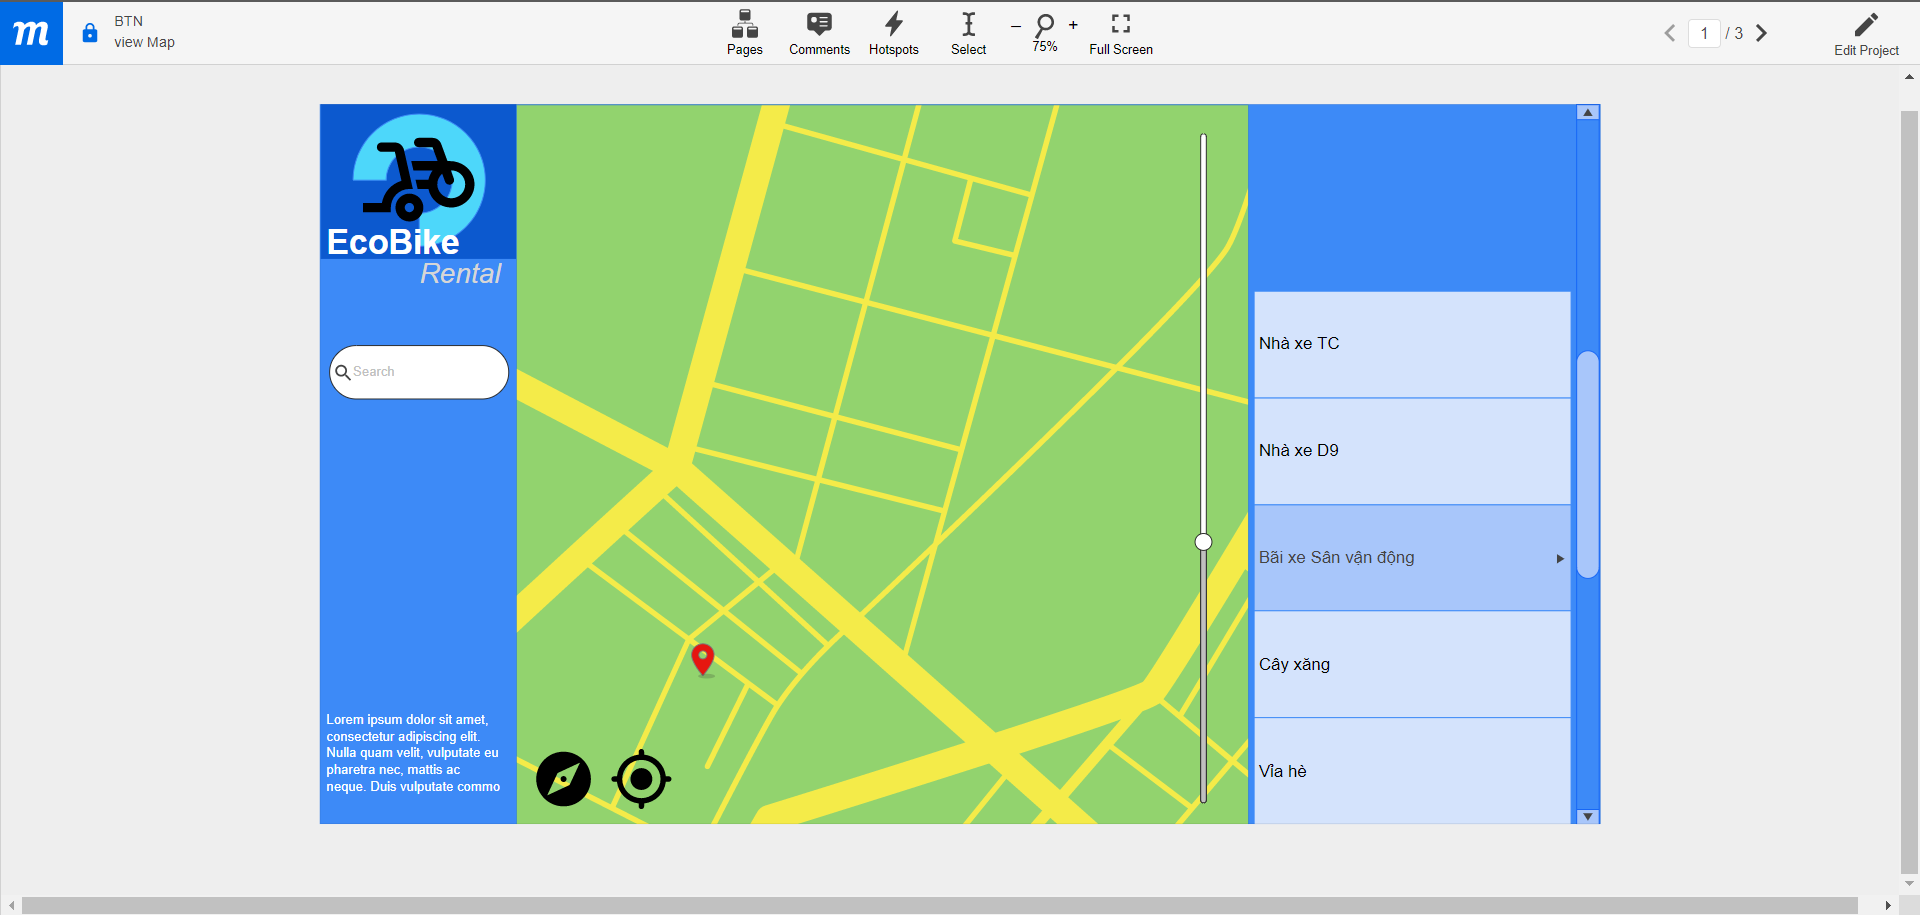 m
BTN
view Map
Pages
Comments
Hotspots
Select
– 75% +
Full Screen
1 / 3
Edit Project
EcoBike
Rental
Search
Lorem ipsum dolor sit amet,
consectetur adipiscing elit.
Nulla quam velit, vulputate eu
pharetra nec, mattis ac
neque. Duis vulputate commo
Nhà xe TC
Nhà xe D9
Bãi xe Sân vận động
Cây xăng
Vỉa hè